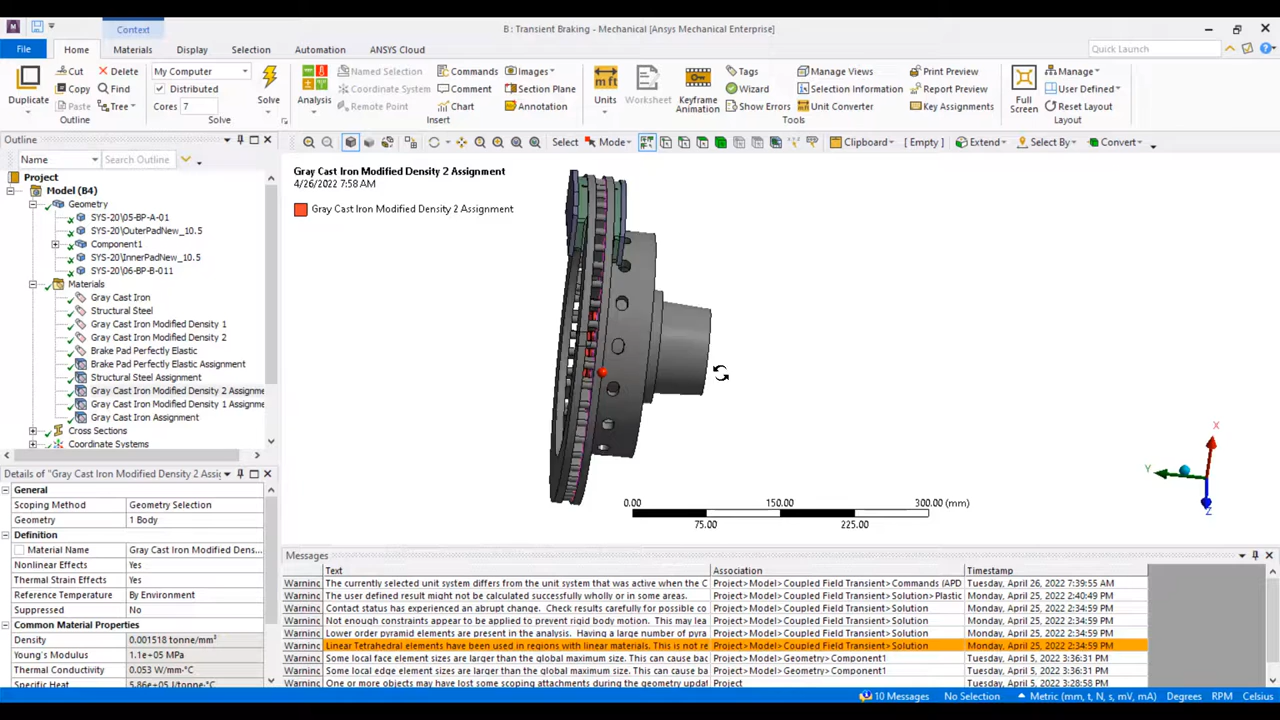 B : Transient Braking - Mechanical [Ansys Mechanical Enterprise]
Context
File Home Materials Display Selection Automation ANSYS Cloud Quick Launch
Duplicate
Cut Delete
Copy Find
Paste Tree
Outline
My Computer
Distributed
Cores 7
Solve
Solve
Analysis
Named Selection
Coordinate System
Remote Point
Commands
Comment
Chart
Images
Section Plane
Annotation
Insert
Units
Worksheet
Keyframe
Animation
Tags
Wizard
Show Errors
Manage Views
Selection Information
Unit Converter
Print Preview
Report Preview
Key Assignments
Tools
Full
Screen
Manage
User Defined
Reset Layout
Layout
Outline
Name Search Outline
Select Mode Clipboard [ Empty ] Extend Select By Convert
Project
Model (B4)
Geometry
SYS-20\05-BP-A-01
SYS-20\OuterPadNew_10.5
Component1
SYS-20\InnerPadNew_10.5
SYS-20\06-BP-B-011
Materials
Gray Cast Iron
Structural Steel
Gray Cast Iron Modified Density 1
Gray Cast Iron Modified Density 2
Brake Pad Perfectly Elastic
Brake Pad Perfectly Elastic Assignment
Structural Steel Assignment
Gray Cast Iron Modified Density 2 Assignme
Gray Cast Iron Modified Density 1 Assignme
Gray Cast Iron Assignment
Cross Sections
Coordinate Systems
Gray Cast Iron Modified Density 2 Assignment
4/26/2022 7:58 AM
Gray Cast Iron Modified Density 2 Assignment
X
Y
Z
0.00 150.00 300.00 (mm)
75.00 225.00
Details of "Gray Cast Iron Modified Density 2 Assig
General
Scoping Method Geometry Selection
Geometry 1 Body
Definition
Material Name Gray Cast Iron Modified Dens...
Nonlinear Effects Yes
Thermal Strain Effects Yes
Reference Temperature By Environment
Suppressed No
Common Material Properties
Density 0.001518 tonne/mm³
Young's Modulus 1.1e+05 MPa
Thermal Conductivity 0.053 W/mm·°C
Specific Heat 5.86e+05 J/tonne·°C
Messages
Text Association Timestamp
Warninc The currently selected unit system differs from the unit system that was active when the C Project>Model>Coupled Field Transient>Commands (APD Tuesday, April 26, 2022 7:39:55 AM
Warninc The user defined result might not be calculated successfully wholly or in some areas. Project>Model>Coupled Field Transient>Solution>Plastic Monday, April 25, 2022 2:40:49 PM
Warninc Contact status has experienced an abrupt change. Check results carefully for possible co Project>Model>Coupled Field Transient>Solution Monday, April 25, 2022 2:34:59 PM
Warninc Not enough constraints appear to be applied to prevent rigid body motion. This may lea Project>Model>Coupled Field Transient>Solution Monday, April 25, 2022 2:34:59 PM
Warninc Lower order pyramid elements are present in the analysis. Having a large number of py Project>Model>Coupled Field Transient>Solution Monday, April 25, 2022 2:34:59 PM
Warninc Linear Tetrahedral elements have been used in regions with linear materials. This is not re Project>Model>Coupled Field Transient>Solution Monday, April 25, 2022 2:34:59 PM
Warninc Some local face element sizes are larger than the global maximum size. This can cause bac Project>Model>Geometry>Component1 Tuesday, April 5, 2022 3:36:31 PM
Warninc Some local edge element sizes are larger than the global maximum size. This can cause ba Project>Model>Geometry>Component1 Tuesday, April 5, 2022 3:36:31 PM
Warninc One or more objects may have lost some scoping attachments during the geometry updat Project Tuesday, April 5, 2022 3:28:58 PM
10 Messages No Selection Metric (mm, t, N, s, mV, mA) Degrees RPM Celsius